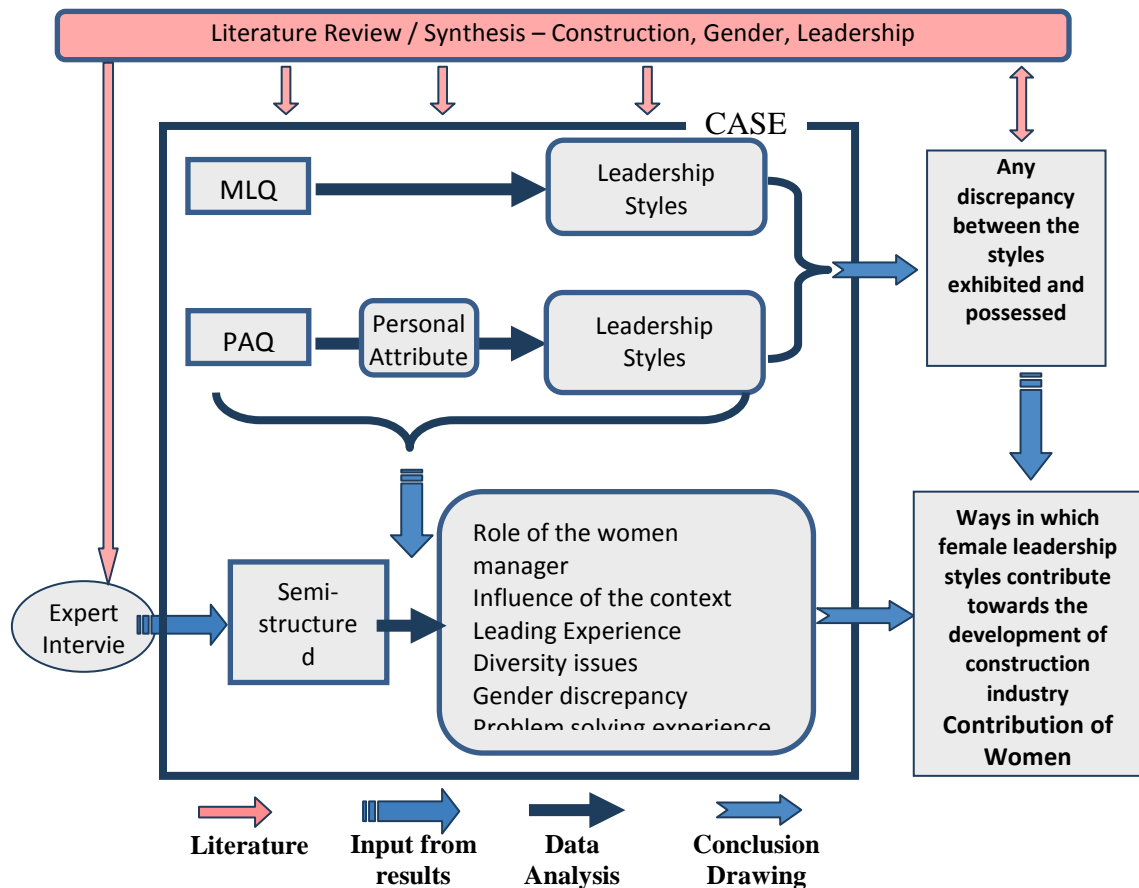 Literature Review / Synthesis – Construction, Gender, Leadership
CASE
MLQ
Leadership
Styles
Any
discrepancy
between the
styles
exhibited and
possessed
PAQ
Personal
Attribute
Leadership
Styles
Expert
Intervie
Semi-
structure
d
Role of the women
manager
Influence of the context
Leading Experience
Diversity issues
Gender discrepancy
Problem solving experience
Ways in which
female leadership
styles contribute
towards the
development of
construction
industry
Contribution of
Women
Literature
Input from
results
Data
Analysis
Conclusion
Drawing